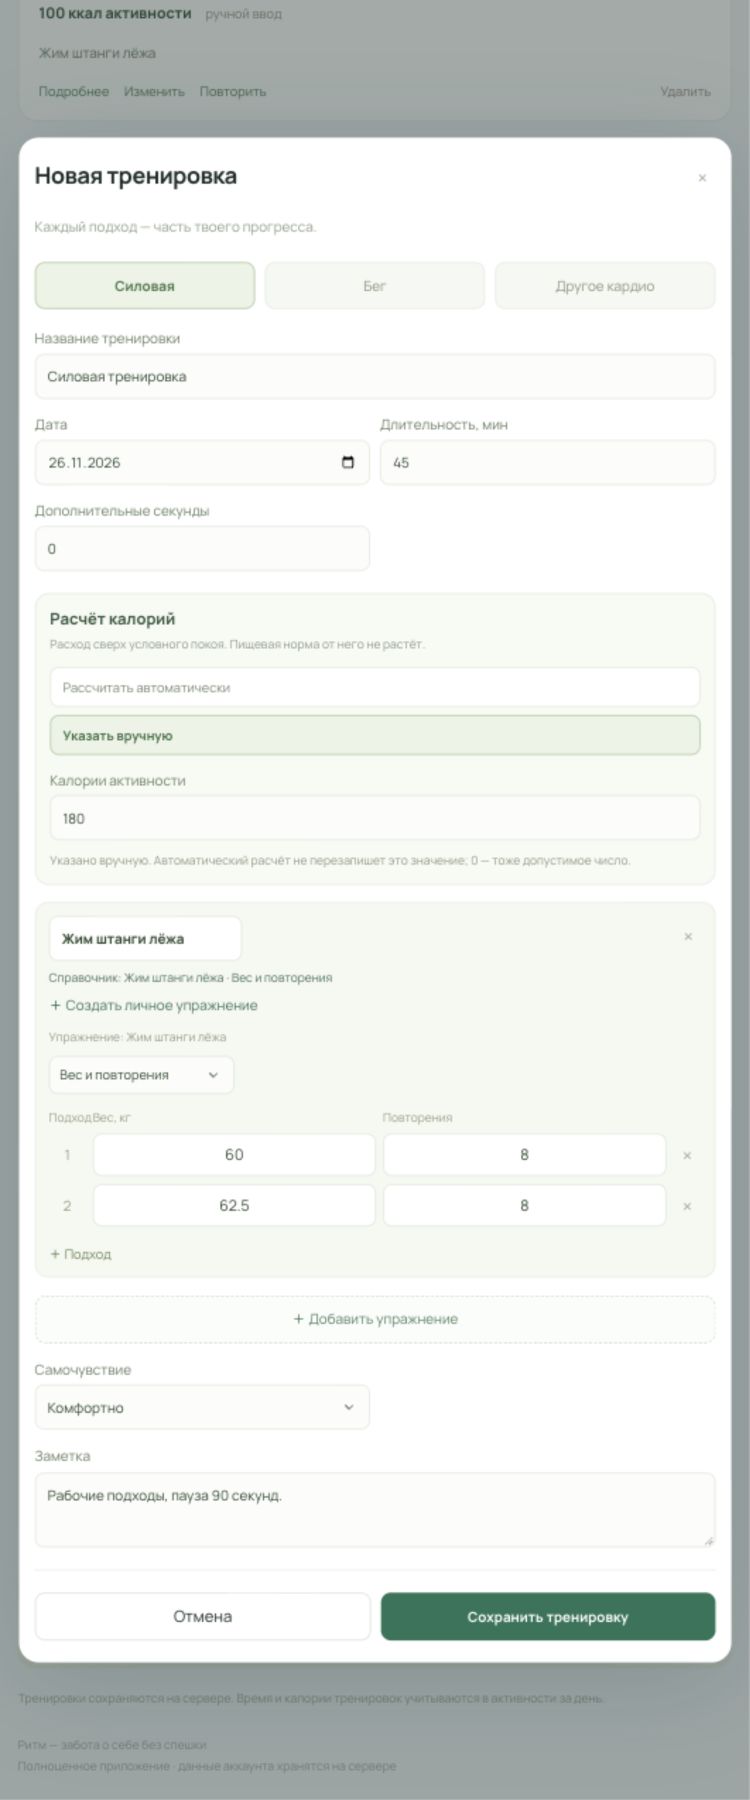 100 ккал активности ручной ввод
Жим штанги лёжа
Подробнее Изменить Повторить Удалить
Новая тренировка ×
Каждый подход — часть твоего прогресса.
Силовая Бег Другое кардио
Название тренировки
Силовая тренировка
Дата Длительность, мин
26.11.2026 45
Дополнительные секунды
0
Расчёт калорий
Расход сверх условного покоя. Пищевая норма от него не растёт.
Рассчитать автоматически
Указать вручную
Калории активности
180
Указано вручную. Автоматический расчёт не перезапишет это значение; 0 — тоже допустимое число.
Жим штанги лёжа ×
Справочник: Жим штанги лёжа · Вес и повторения
+ Создать личное упражнение
Упражнение: Жим штанги лёжа
Вес и повторения
Подход Вес, кг Повторения
1 60 8 ×
2 62.5 8 ×
+ Подход
+ Добавить упражнение
Самочувствие
Комфортно
Заметка
Рабочие подходы, пауза 90 секунд.
Отмена Сохранить тренировку
Тренировки сохраняются на сервере. Время и калории тренировок учитываются в активности за день.
Ритм — забота о себе без спешки
Полноценное приложение · данные аккаунта хранятся на сервере